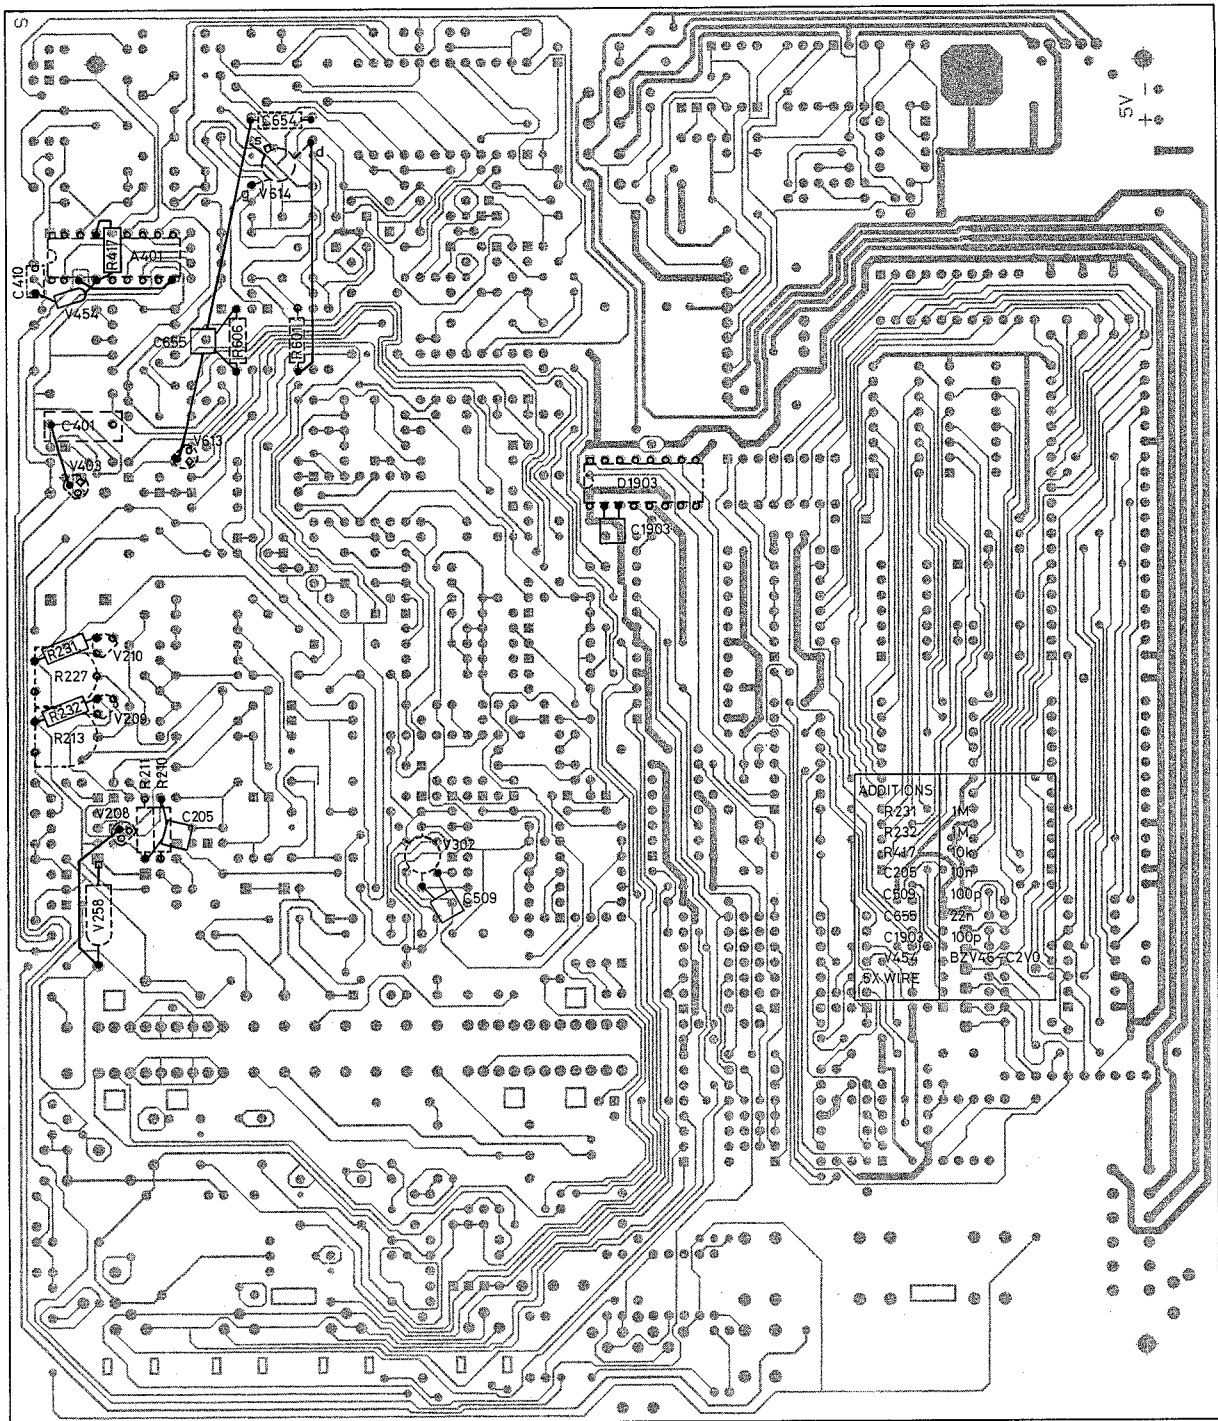 S
5V
- +
C654
s
d
V614
g
R417
A401
C410
V454
C655
R606
R601
C401
V613
V403
D1903
C1903
R231
V210
R227
R232
V209
R213
R211
R210
V208
C205
V302
V258
C509
ADDITIONS
R231 1M
R232 1M
R417 10k
C205 10n
C509 100p
C655 22n
C1903 100p
V454 BZV46-C2V0
5X WIRE